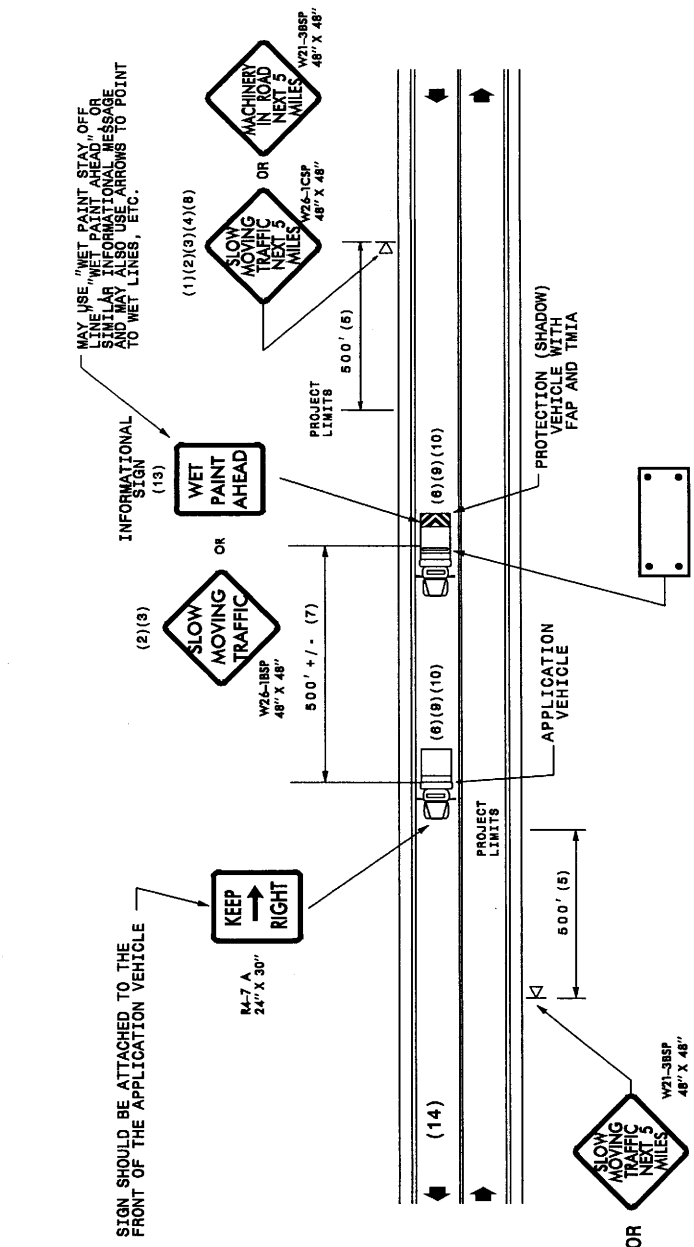 MAY USE "WET PAINT STAY OFF
LINE" "WET PAINT AHEAD", OR
SIMILAR INFORMATIONAL MESSAGE
AND MAY ALSO USE ARROWS TO POINT
TO WET LINES, ETC.
MACHINERY
IN ROAD
NEXT 5
MILES
W21-3BSP
48" X 48"
OR
(1)(2)(3)(4)(8)
SLOW
MOVING
TRAFFIC
NEXT 5
MILES
W26-1CSP
48" X 48"
500' (5)
PROJECT
LIMITS
INFORMATIONAL
SIGN
(13)
WET
PAINT
AHEAD
OR
(2)(3)
SLOW
MOVING
TRAFFIC
W26-1BSP
48" X 48"
500' +/- (7)
(6)(9)(10)
PROTECTION (SHADOW)
VEHICLE WITH
FAP AND TMIA
(6)(9)(10)
APPLICATION
VEHICLE
SIGN SHOULD BE ATTACHED TO THE
FRONT OF THE APPLICATION VEHICLE
KEEP
RIGHT
R4-7 A
24" X 30"
PROJECT
LIMITS
500' (5)
(14)
SLOW
MOVING
TRAFFIC
NEXT 5
MILES
W21-3BSP
48" X 48"
OR